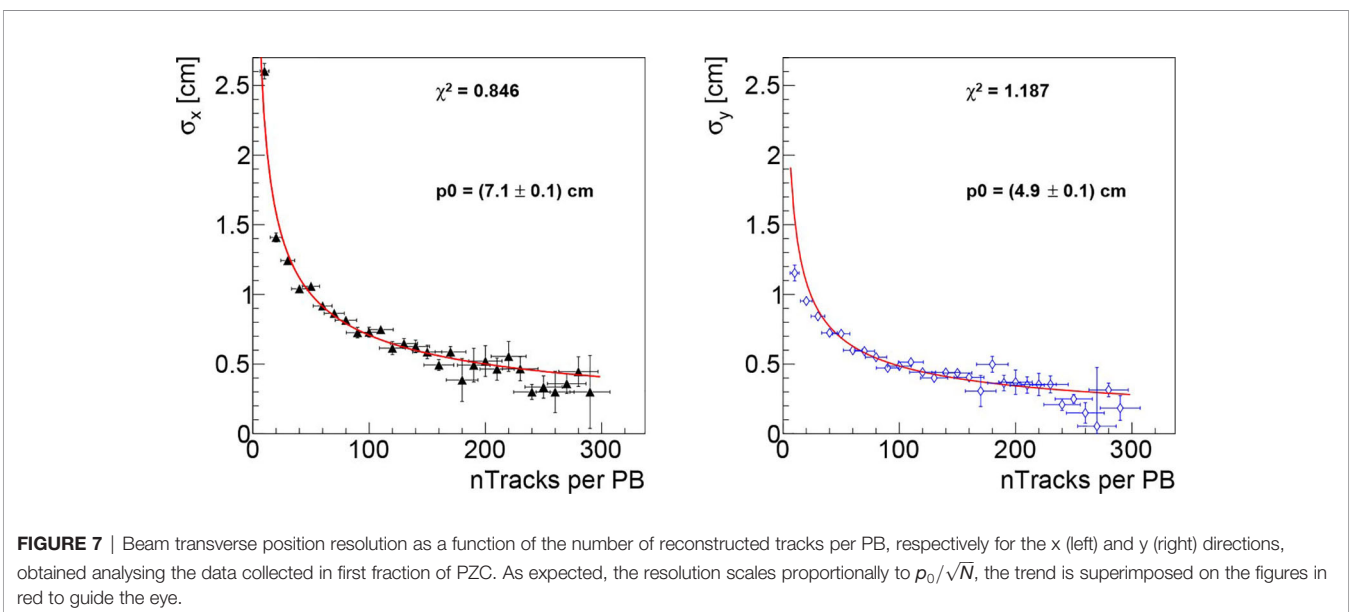 σx [cm]
2.5
2
1.5
1
0.5
0
0 100 200 300
nTracks per PB
χ² = 0.846
p0 = (7.1 ± 0.1) cm
σy [cm]
2.5
2
1.5
1
0.5
0
0 100 200 300
nTracks per PB
χ² = 1.187
p0 = (4.9 ± 0.1) cm
FIGURE 7 | Beam transverse position resolution as a function of the number of reconstructed tracks per PB, respectively for the x (left) and y (right) directions,
obtained analysing the data collected in first fraction of PZC. As expected, the resolution scales proportionally to p₀/√N, the trend is superimposed on the figures in
red to guide the eye.